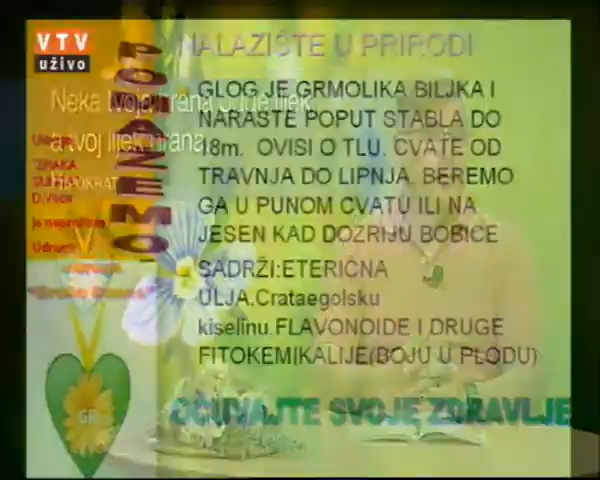 VTV
uživo
POMAŽEMO
NALAZIŠTE U PRIRODI
Neka tvoja hrana bude lijek
a tvoj lijek hrana
GLOG JE GRMOLIKA BILJKA I
NARASTE POPUT STABLA DO
18m. OVISI O TLU. CVATE OD
TRAVNJA DO LIPNJA. BEREMO
GA U PUNOM CVATU ILI NA
JESEN KAD DOZRIJU BOBICE
SADRŽI:ETERIČNA
ULJA.Crataegolsku
kiselinu.FLAVONOIDE I DRUGE
FITOKEMIKALIJE(BOJU U PLODU)
OČUVAJTE SVOJE ZDRAVLJE